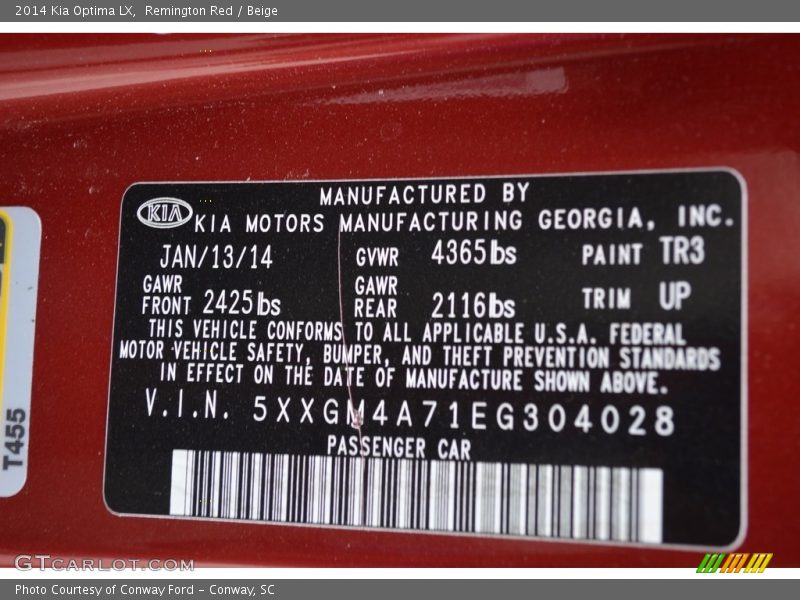 2014 Kia Optima LX, Remington Red / Beige
MANUFACTURED BY
KIA KIA MOTORS MANUFACTURING GEORGIA, INC.
JAN/13/14 GVWR 4365lbs PAINT TR3
GAWR FRONT 2425lbs GAWR REAR 2116lbs TRIM UP
THIS VEHICLE CONFORMS TO ALL APPLICABLE U.S.A. FEDERAL
MOTOR VEHICLE SAFETY, BUMPER, AND THEFT PREVENTION STANDARDS
IN EFFECT ON THE DATE OF MANUFACTURE SHOWN ABOVE.
V.I.N. 5XXGM4A71EG304028
PASSENGER CAR
T455
GTCARLOT.COM
Photo Courtesy of Conway Ford - Conway, SC